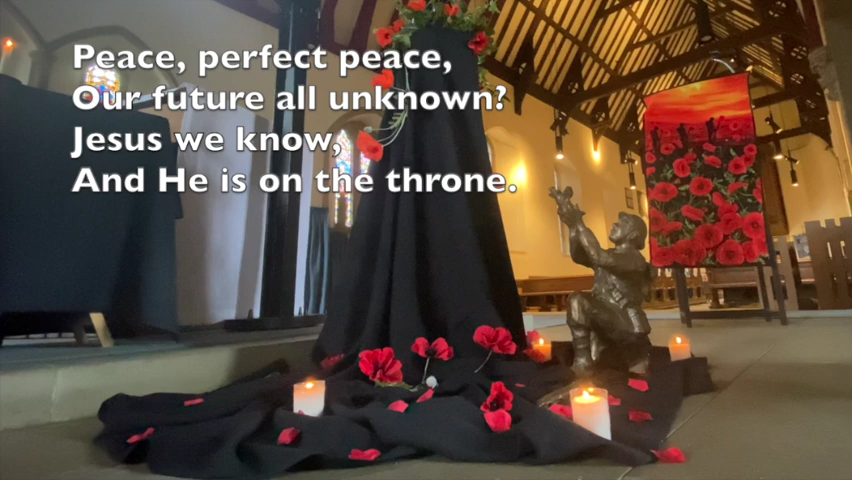 Peace, perfect peace,
Our future all unknown?
Jesus we know,
And He is on the throne.